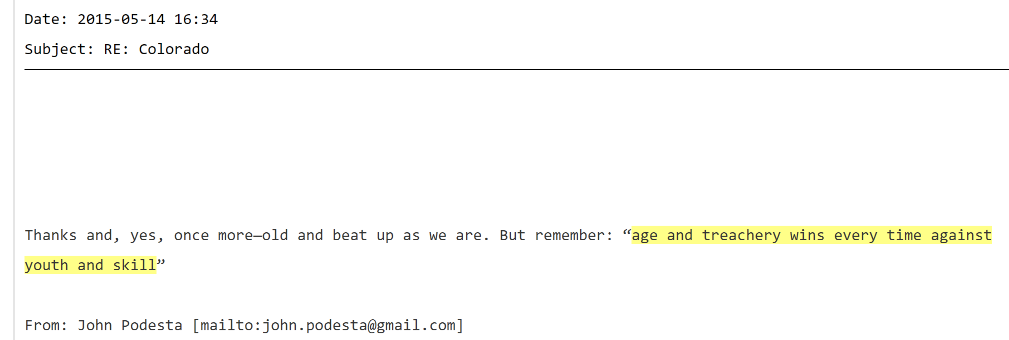 Date: 2015-05-14 16:34
Subject: RE: Colorado
Thanks and, yes, once more—old and beat up as we are. But remember: “age and treachery wins every time against
youth and skill”
From: John Podesta [mailto:john.podesta@gmail.com]